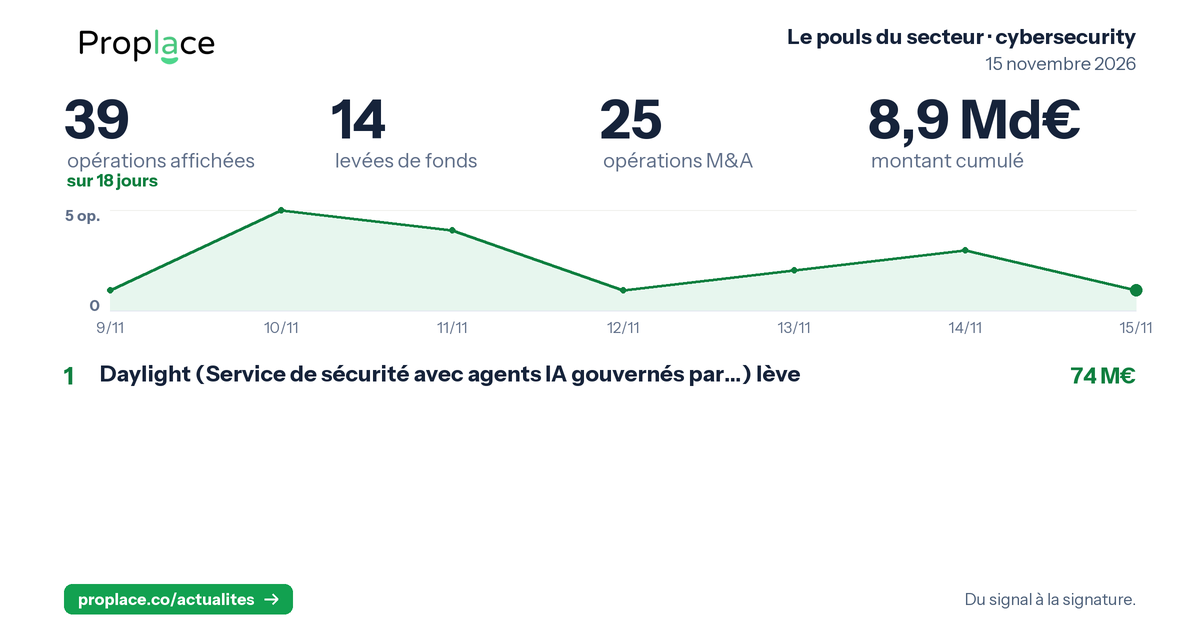 Proplace
Le pouls du secteur · cybersecurity
15 novembre 2026
39
opérations affichées
sur 18 jours
14
levées de fonds
25
opérations M&A
8,9 Md€
montant cumulé
5 op.
0
9/11
10/11
11/11
12/11
13/11
14/11
15/11
1 Daylight (Service de sécurité avec agents IA gouvernés par...) lève 74 M€
proplace.co/actualites →
Du signal à la signature.